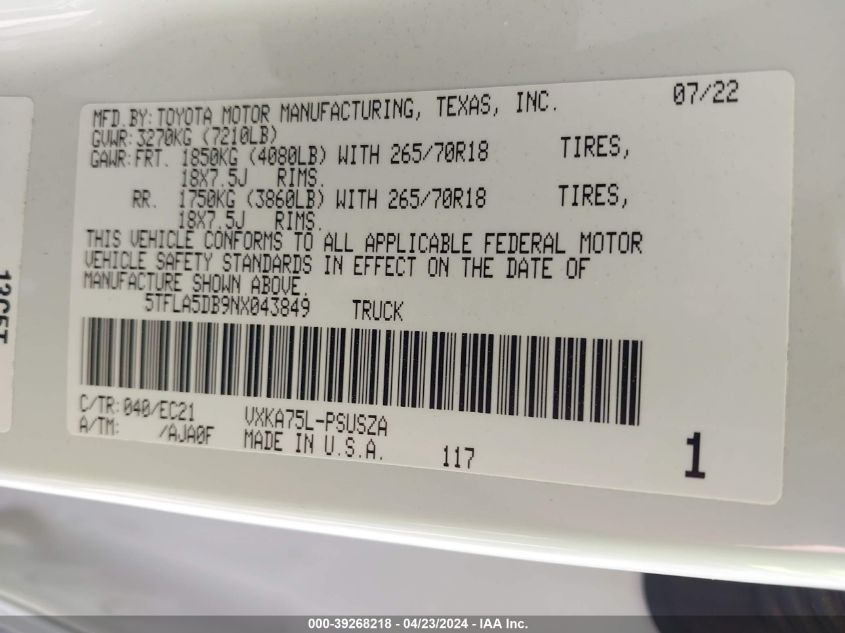 MFD.BY:TOYOTA MOTOR MANUFACTURING, TEXAS, INC. 07/22
GVWR:3270KG (7210LB)
GAWR:FRT. 1850KG (4080LB) WITH 265/70R18 TIRES,
18X7.5J RIMS.
RR. 1750KG (3860LB) WITH 265/70R18 TIRES,
18X7.5J RIMS.
THIS VEHICLE CONFORMS TO ALL APPLICABLE FEDERAL MOTOR
VEHICLE SAFETY STANDARDS IN EFFECT ON THE DATE OF
MANUFACTURE SHOWN ABOVE.
5TFLA5DB9NX043849 TRUCK
C/TR:040/EC21 VXKA75L-PSUSZA
A/TM: /AJA0F MADE IN U.S.A. 117 1
000-39268218 - 04/23/2024 - IAA Inc.